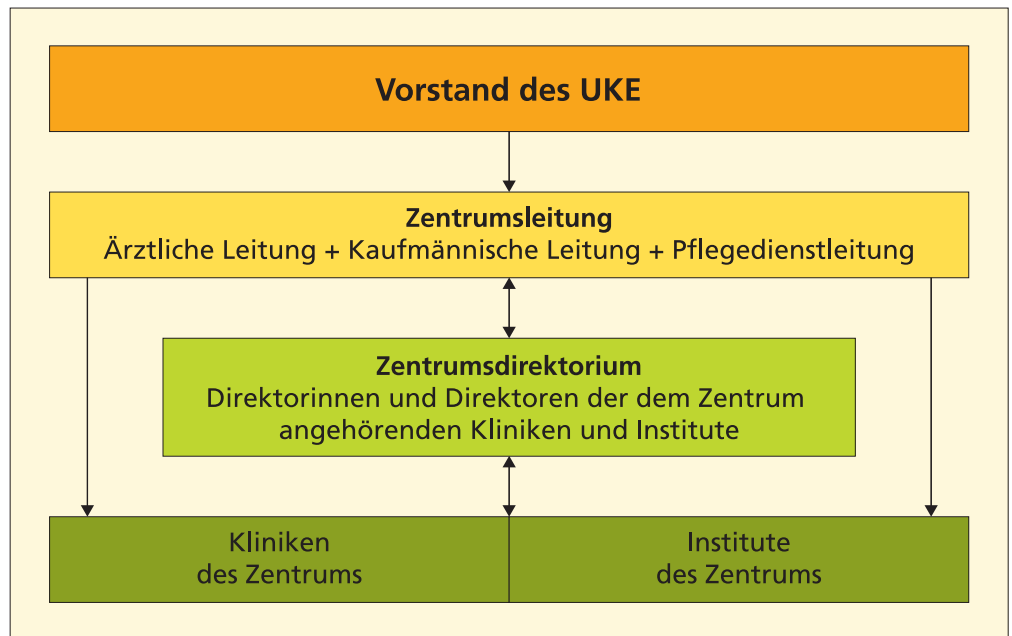 Vorstand des UKE
Zentrumsleitung
Ärztliche Leitung + Kaufmännische Leitung + Pflegedienstleitung
Zentrumsdirektorium
Direktorinnen und Direktoren der dem Zentrum
angehörenden Kliniken und Institute
Kliniken
des Zentrums
Institute
des Zentrums